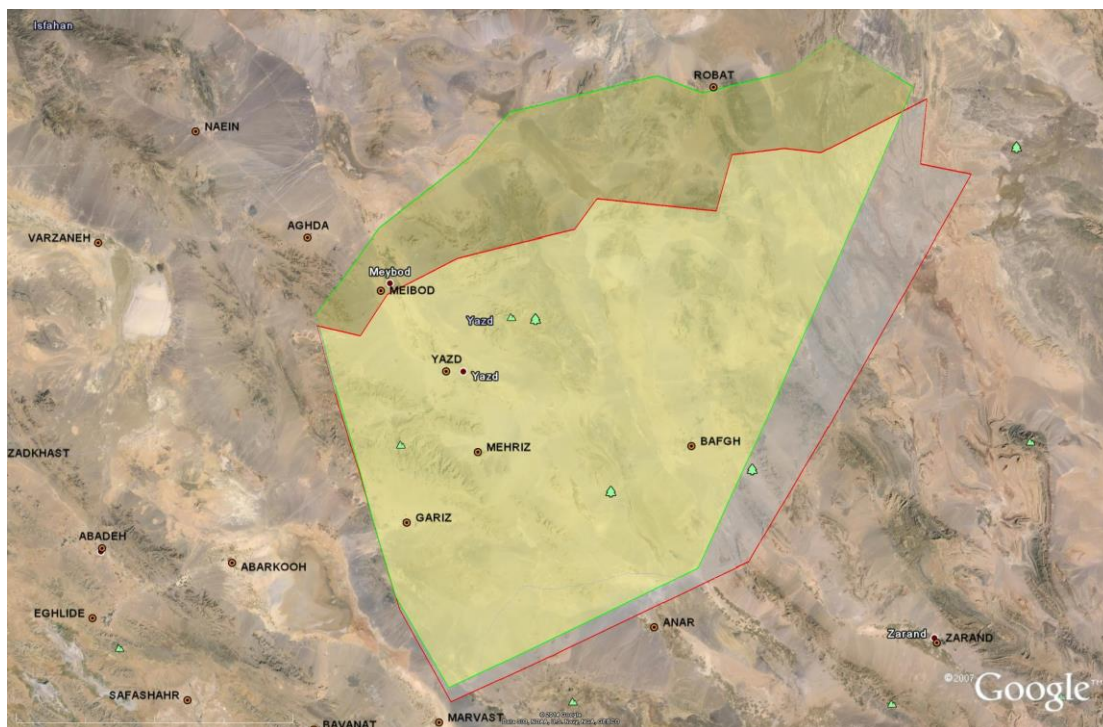 Isfahan
ROBAT
NAEIN
AGHDA
VARZANEH
Meybod
MEIBOD
Yazd
YAZD
Yazd
MEHRIZ
BAFGH
ZADKHAST
GARIZ
ABADEH
ABARKOOH
EGHLIDE
ANAR
Zarand
ZARAND
SAFASHAHR
©2007 Google™
MARVAST
BAVANAT